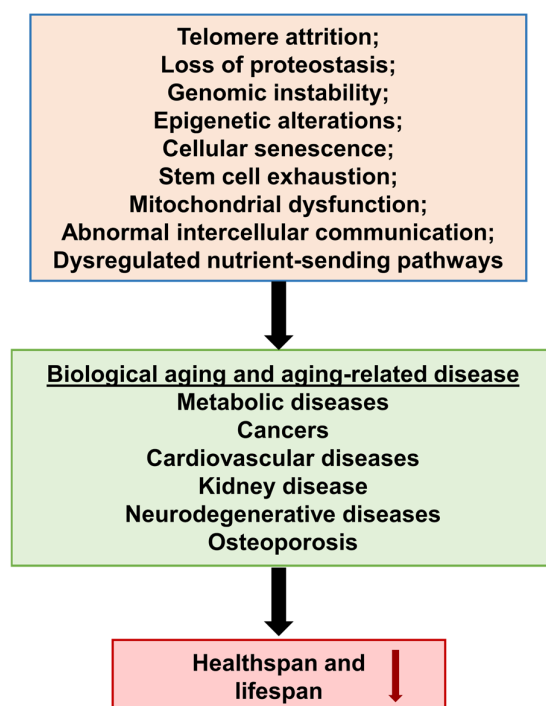 Telomere attrition;
Loss of proteostasis;
Genomic instability;
Epigenetic alterations;
Cellular senescence;
Stem cell exhaustion;
Mitochondrial dysfunction;
Abnormal intercellular communication;
Dysregulated nutrient-sending pathways
Biological aging and aging-related disease
Metabolic diseases
Cancers
Cardiovascular diseases
Kidney disease
Neurodegenerative diseases
Osteoporosis
Healthspan and
lifespan